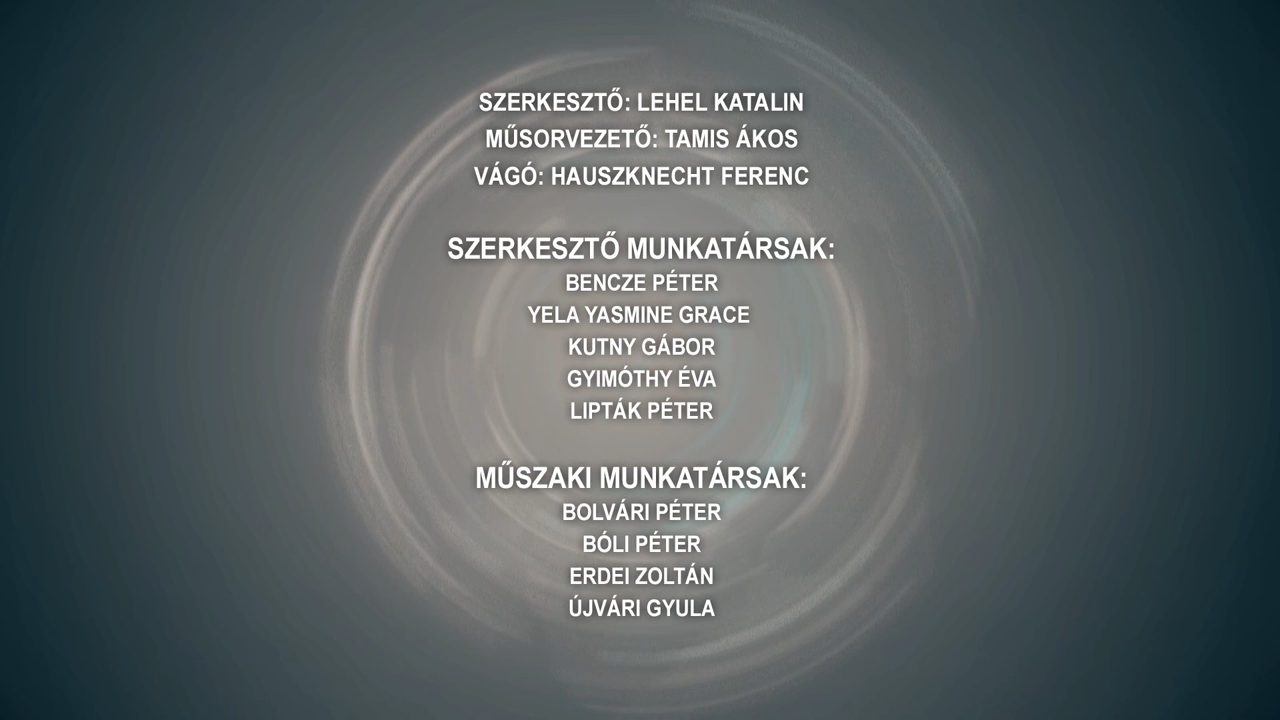 SZERKESZTŐ: LEHEL KATALIN
MŰSORVEZETŐ: TAMIS ÁKOS
VÁGÓ: HAUSZKNECHT FERENC
SZERKESZTŐ MUNKATÁRSAK:
BENCZE PÉTER
YELA YASMINE GRACE
KUTNY GÁBOR
GYIMÓTHY ÉVA
LIPTÁK PÉTER
MŰSZAKI MUNKATÁRSAK:
BOLVÁRI PÉTER
BÓLI PÉTER
ERDEI ZOLTÁN
ÚJVÁRI GYULA